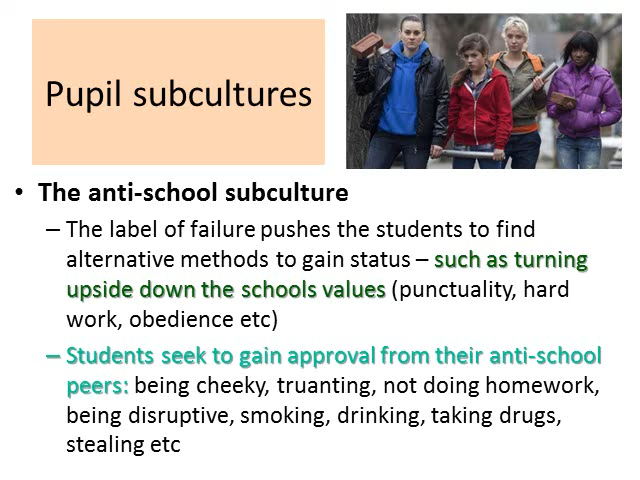 Pupil subcultures
• The anti-school subculture
– The label of failure pushes the students to find
alternative methods to gain status – such as turning
upside down the schools values (punctuality, hard
work, obedience etc)
– Students seek to gain approval from their anti-school
peers: being cheeky, truanting, not doing homework,
being disruptive, smoking, drinking, taking drugs,
stealing etc